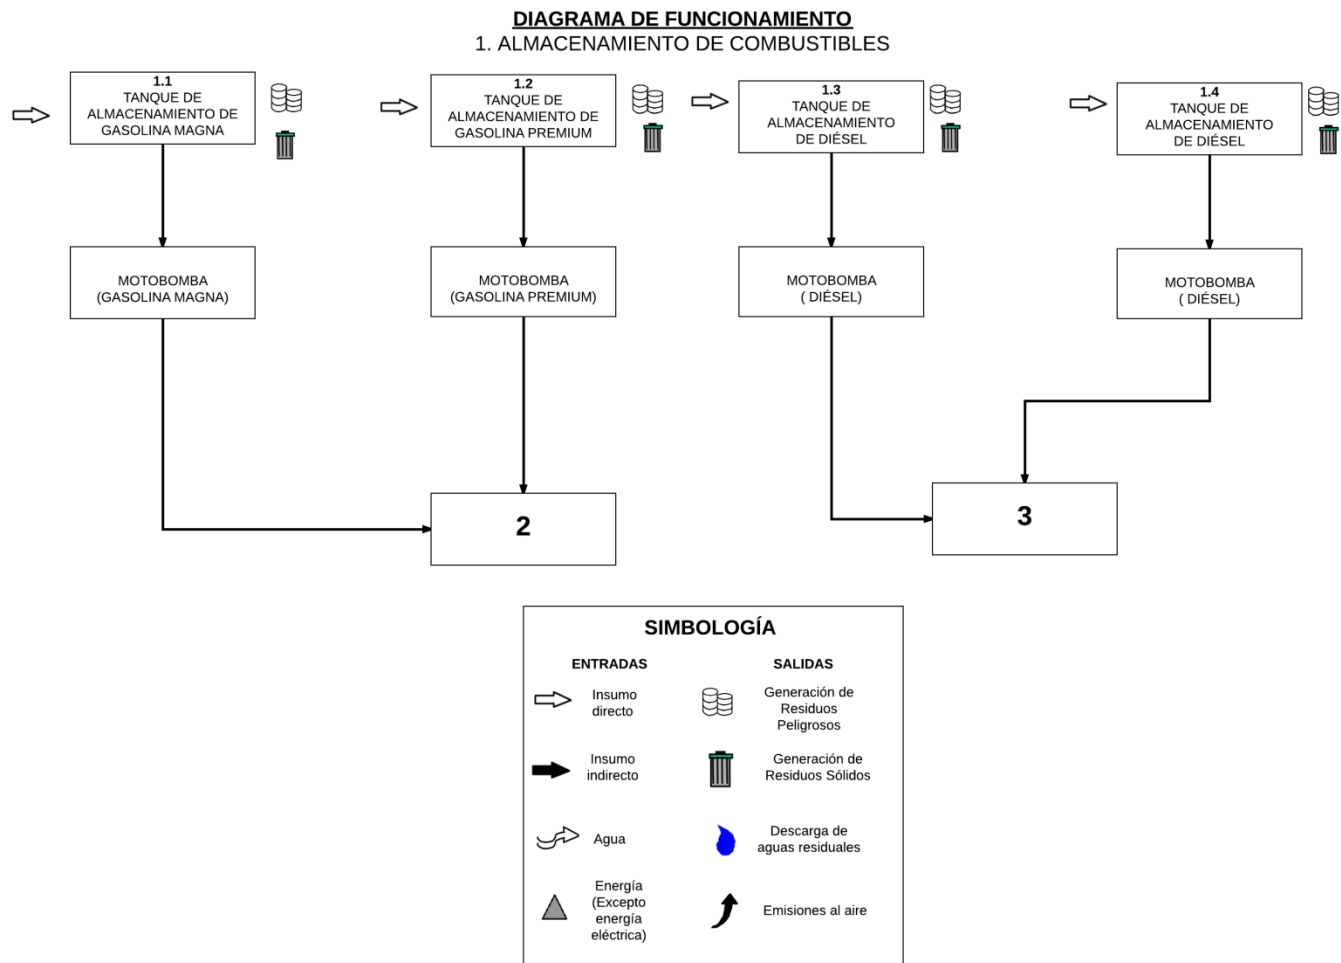 DIAGRAMA DE FUNCIONAMIENTO
1. ALMACENAMIENTO DE COMBUSTIBLES
1.1
TANQUE DE
ALMACENAMIENTO DE
GASOLINA MAGNA
1.2
TANQUE DE
ALMACENAMIENTO DE
GASOLINA PREMIUM
1.3
TANQUE DE
ALMACENAMIENTO
DE DIÉSEL
1.4
TANQUE DE
ALMACENAMIENTO
DE DIÉSEL
MOTOBOMBA
(GASOLINA MAGNA)
MOTOBOMBA
(GASOLINA PREMIUM)
MOTOBOMBA
( DIÉSEL)
MOTOBOMBA
( DIÉSEL)
2
3
SIMBOLOGÍA
ENTRADAS
SALIDAS
Insumo
directo
Generación de
Residuos
Peligrosos
Insumo
indirecto
Generación de
Residuos Sólidos
Agua
Descarga de
aguas residuales
Energía
(Excepto
energía
eléctrica)
Emisiones al aire